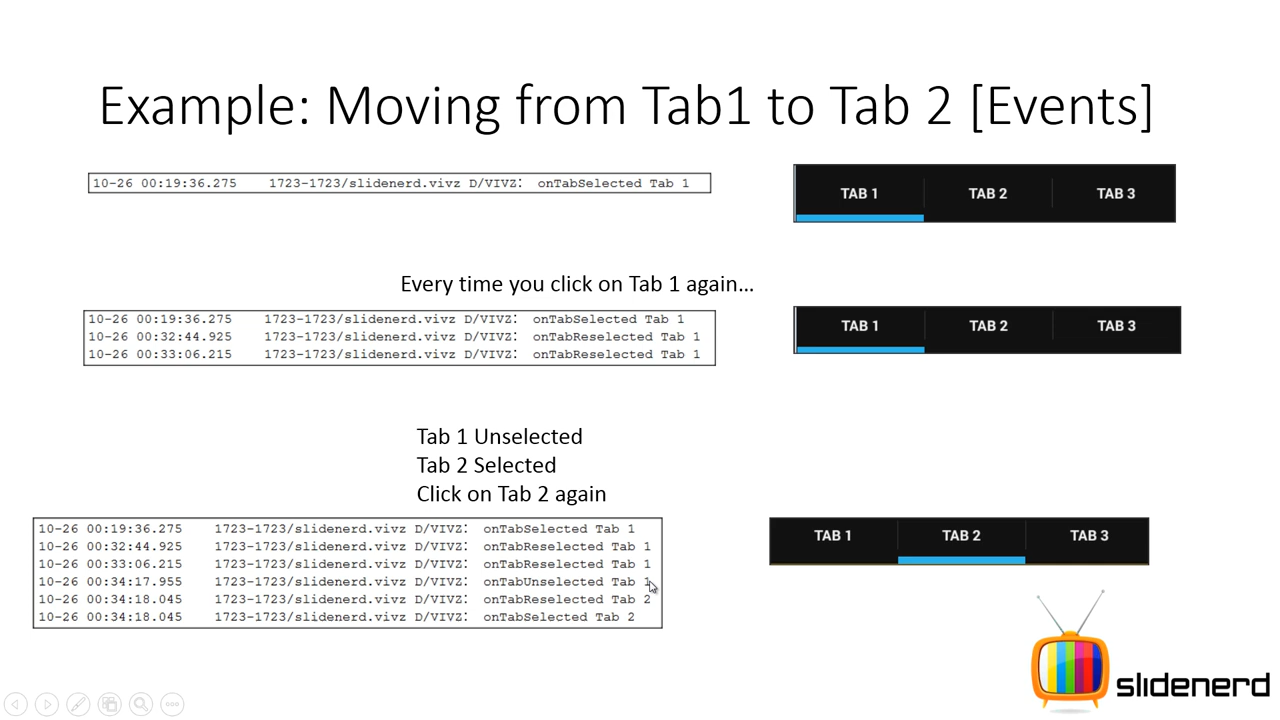 Example: Moving from Tab1 to Tab 2 [Events]
10-26 00:19:36.275 1723-1723/slidenerd.vivz D/VIVZ: onTabSelected Tab 1
TAB 1 TAB 2 TAB 3
Every time you click on Tab 1 again…
10-26 00:19:36.275 1723-1723/slidenerd.vivz D/VIVZ: onTabSelected Tab 1
10-26 00:32:44.925 1723-1723/slidenerd.vivz D/VIVZ: onTabReselected Tab 1
10-26 00:33:06.215 1723-1723/slidenerd.vivz D/VIVZ: onTabReselected Tab 1
TAB 1 TAB 2 TAB 3
Tab 1 Unselected
Tab 2 Selected
Click on Tab 2 again
10-26 00:19:36.275 1723-1723/slidenerd.vivz D/VIVZ: onTabSelected Tab 1
10-26 00:32:44.925 1723-1723/slidenerd.vivz D/VIVZ: onTabReselected Tab 1
10-26 00:33:06.215 1723-1723/slidenerd.vivz D/VIVZ: onTabReselected Tab 1
10-26 00:34:17.955 1723-1723/slidenerd.vivz D/VIVZ: onTabUnselected Tab 1
10-26 00:34:18.045 1723-1723/slidenerd.vivz D/VIVZ: onTabReselected Tab 2
10-26 00:34:18.045 1723-1723/slidenerd.vivz D/VIVZ: onTabSelected Tab 2
TAB 1 TAB 2 TAB 3
slidenerd